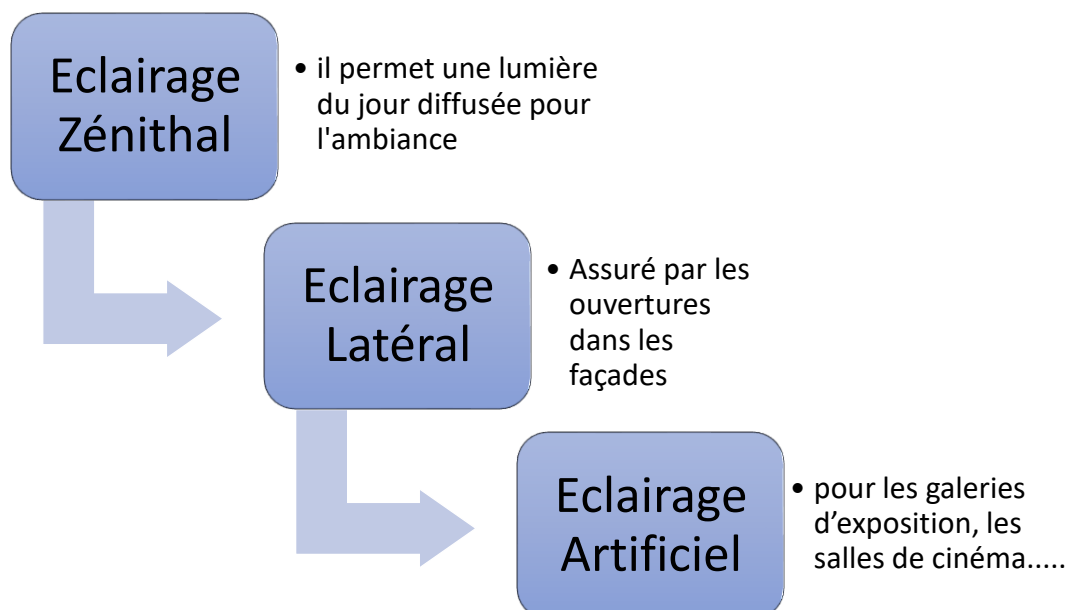 Eclairage
Zénithal
• il permet une lumière
du jour diffusée pour
l'ambiance
Eclairage
Latéral
• Assuré par les
ouvertures
dans les
façades
Eclairage
Artificiel
• pour les galeries
d’exposition, les
salles de cinéma.....